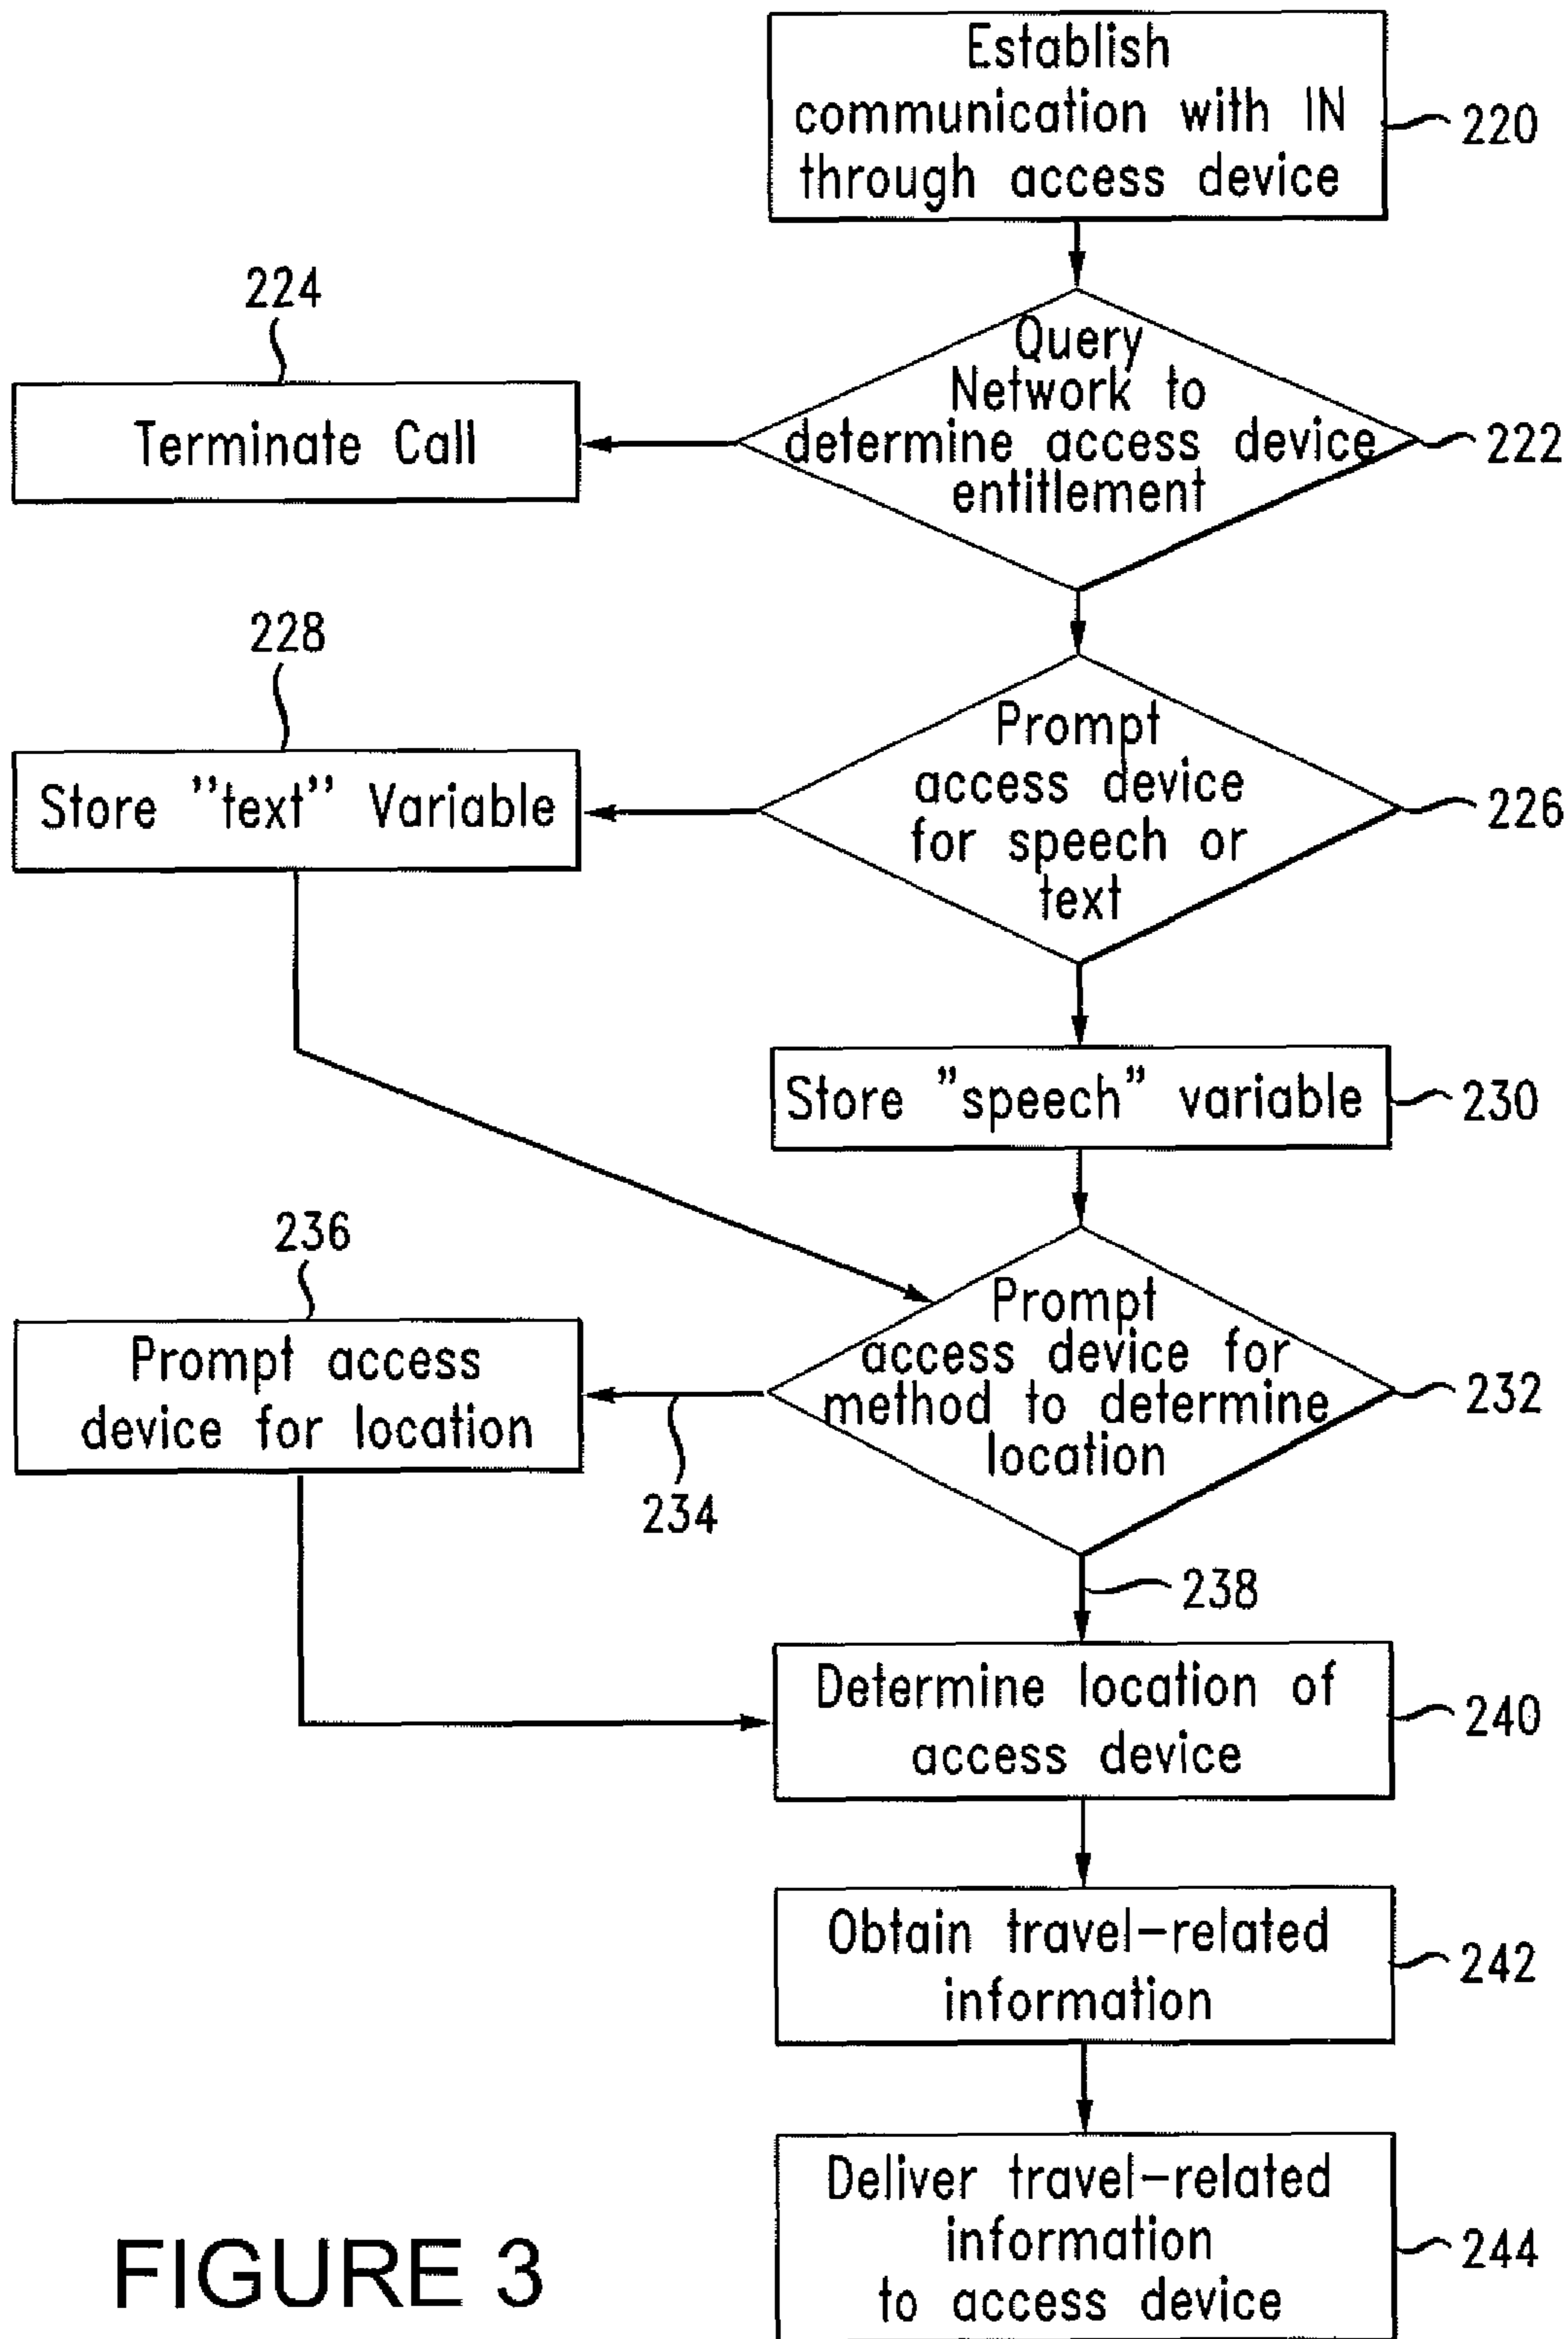 Establish
communication with IN
through access device
220
Query
Network to
determine access device
entitlement
222
224
Terminate Call
Prompt
access device
for speech or
text
226
228
Store "text" Variable
Store "speech" variable
230
Prompt
access device for
method to determine
location
232
234
236
Prompt access
device for location
238
Determine location of
access device
240
Obtain travel-related
information
242
Deliver travel-related
information
to access device
244
FIGURE 3